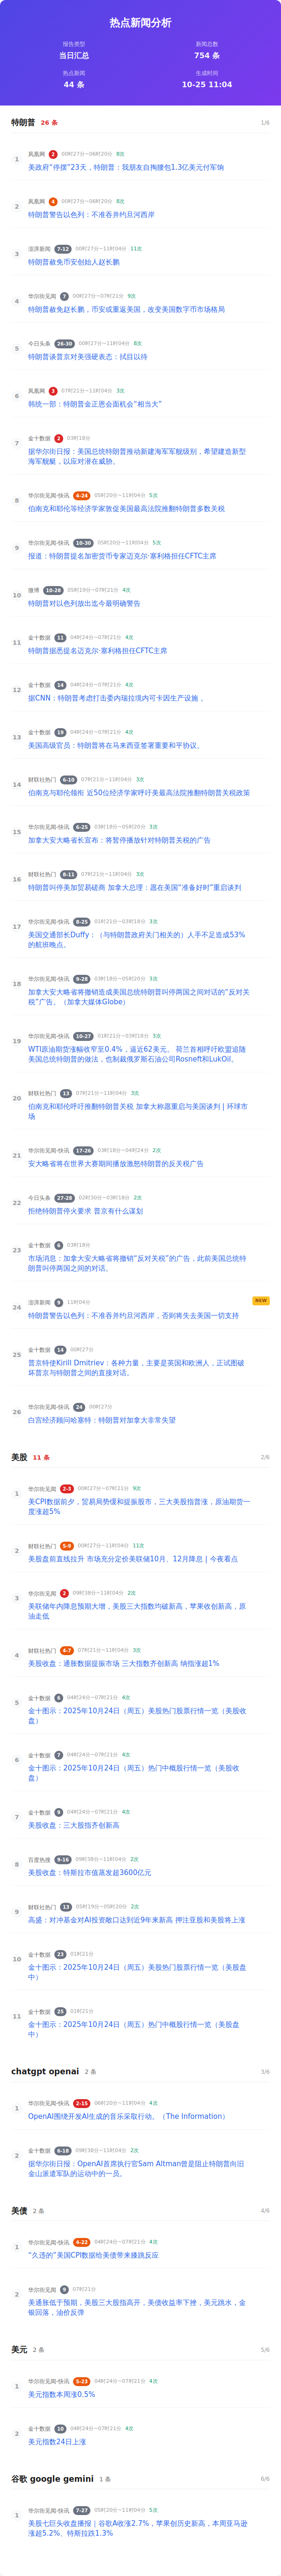 热点新闻分析
报告类型
新闻总数
当日汇总
754 条
热点新闻
生成时间
44 条
10-25 11:04
特朗普 26 条 1/6
1 凤凰网 2 00时27分~06时20分 8次
美政府“停摆”23天，特朗普：我朋友自掏腰包1.3亿美元付军饷
2 凤凰网 4 00时27分~06时20分 8次
特朗普警告以色列：不准吞并约旦河西岸
3 澎湃新闻 7-12 00时27分~11时04分 11次
特朗普赦免币安创始人赵长鹏
4 华尔街见闻 7 00时27分~07时21分 9次
特朗普赦免赵长鹏，币安或重返美国，改变美国数字币市场格局
5 今日头条 26-30 00时27分~11时04分 8次
特朗普谈普京对美强硬表态：拭目以待
6 凤凰网 3 07时21分~11时04分 3次
韩统一部：特朗普金正恩会面机会“相当大”
7 金十数据 2 03时18分
据华尔街日报：美国总统特朗普推动新建海军军舰级别，希望建造新型
海军舰艇，以应对潜在威胁。
8 华尔街见闻-快讯 4-24 05时20分~11时04分 5次
伯南克和耶伦等经济学家敦促美国最高法院推翻特朗普多数关税
9 华尔街见闻-快讯 10-30 05时20分~11时04分 5次
报道：特朗普提名加密货币专家迈克尔·塞利格担任CFTC主席
10 微博 10-28 05时19分~07时21分 4次
特朗普对以色列放出迄今最明确警告
11 金十数据 11 04时24分~07时21分 4次
特朗普据悉提名迈克尔·塞利格担任CFTC主席
12 金十数据 14 04时24分~07时21分 4次
据CNN：特朗普考虑打击委内瑞拉境内可卡因生产设施 。
13 金十数据 19 04时24分~07时21分 4次
美国高级官员：特朗普将在马来西亚签署重要和平协议。
14 财联社热门 6-10 07时21分~11时04分 3次
伯南克与耶伦领衔 近50位经济学家呼吁美最高法院推翻特朗普关税政策
15 华尔街见闻-快讯 6-25 03时18分~05时20分 3次
加拿大安大略省长宣布：将暂停播放针对特朗普关税的广告
16 财联社热门 8-11 07时21分~11时04分 3次
特朗普叫停美加贸易磋商 加拿大总理：愿在美国“准备好时”重启谈判
17 华尔街见闻-快讯 8-25 01时21分~03时18分 3次
美国交通部长Duffy：（与特朗普政府关门相关的）人手不足造成53%
的航班晚点。
18 华尔街见闻-快讯 9-28 03时18分~05时20分 3次
加拿大安大略省将撤销造成美国总统特朗普叫停两国之间对话的“反对关
税”广告。（加拿大媒体Globe）
19 华尔街见闻-快讯 10-27 01时21分~03时18分 3次
WTI原油期货涨幅收窄至0.4%，逼近62美元。 荷兰首相呼吁欧盟追随
美国总统特朗普的做法，也制裁俄罗斯石油公司Rosneft和LukOil。
20 财联社热门 13 07时21分~11时04分 3次
伯南克和耶伦呼吁推翻特朗普关税 加拿大称愿重启与美国谈判 | 环球市
场
21 华尔街见闻-快讯 17-26 03时18分~04时24分 2次
安大略省将在世界大赛期间播放激怒特朗普的反关税广告
22 今日头条 27-28 02时30分~03时18分 2次
拒绝特朗普停火要求 普京有什么谋划
23 金十数据 6 03时18分
市场消息：加拿大安大略省将撤销“反对关税”的广告，此前美国总统特
朗普叫停两国之间的对话。
24 澎湃新闻 9 11时04分 NEW
特朗普警告以色列：不准吞并约旦河西岸，否则将失去美国一切支持
25 金十数据 14 00时27分
普京特使Kirill Dmitriev：各种力量，主要是英国和欧洲人，正试图破
坏普京与特朗普之间的直接对话。
26 华尔街见闻-快讯 24 00时27分
白宫经济顾问哈塞特：特朗普对加拿大非常失望
美股 11 条 2/6
1 华尔街见闻 2-3 00时27分~07时21分 9次
美CPI数据前夕，贸易局势缓和提振股市，三大美股指普涨，原油期货一
度涨超5%
2 财联社热门 5-9 00时27分~11时04分 11次
美股盘前直线拉升 市场充分定价美联储10月、12月降息 | 今夜看点
3 华尔街见闻 2 09时38分~11时04分 2次
美联储年内降息预期大增，美股三大指数均破新高，苹果收创新高，原
油走低
4 财联社热门 4-7 07时21分~11时04分 3次
美股收盘：通胀数据提振市场 三大指数齐创新高 纳指涨超1%
5 金十数据 6 04时24分~07时21分 4次
金十图示：2025年10月24日（周五）美股热门股票行情一览（美股收
盘）
6 金十数据 7 04时24分~07时21分 4次
金十图示：2025年10月24日（周五）热门中概股行情一览（美股收
盘）
7 金十数据 9 04时24分~07时21分 4次
美股收盘：三大股指齐创新高
8 百度热搜 9-16 09时38分~11时04分 2次
美股收盘：特斯拉市值蒸发超3600亿元
9 财联社热门 13 05时19分~05时20分 2次
高盛：对冲基金对AI投资敞口达到近9年来新高 押注亚股和美股将上涨
10 金十数据 23 01时21分
金十图示：2025年10月24日（周五）美股热门股票行情一览（美股盘
中）
11 金十数据 25 01时21分
金十图示：2025年10月24日（周五）热门中概股行情一览（美股盘
中）
chatgpt openai 2 条 3/6
1 华尔街见闻-快讯 2-15 06时20分~11时04分 4次
OpenAI围绕开发AI生成的音乐采取行动。（The Information）
2 金十数据 6-18 09时38分~11时04分 2次
据华尔街日报：OpenAI首席执行官Sam Altman曾是阻止特朗普向旧
金山派遣军队的运动中的一员。
美债 2 条 4/6
1 华尔街见闻-快讯 4-22 04时24分~07时21分 4次
“久违的”美国CPI数据给美债带来膝跳反应
2 华尔街见闻 9 07时21分
美通胀低于预期，美股三大股指高开，美债收益率下挫，美元跳水，金
银回落，油价反弹
美元 2 条 5/6
1 华尔街见闻-快讯 5-23 04时24分~07时21分 4次
美元指数本周涨0.5%
2 金十数据 10 04时24分~07时21分 4次
美元指数24日上涨
谷歌 google gemini 1 条 6/6
1 华尔街见闻-快讯 7-27 05时20分~11时04分 5次
美股七巨头收盘播报｜谷歌A收涨2.7%，苹果创历史新高，本周亚马逊
涨超5.2%、特斯拉跌1.3%